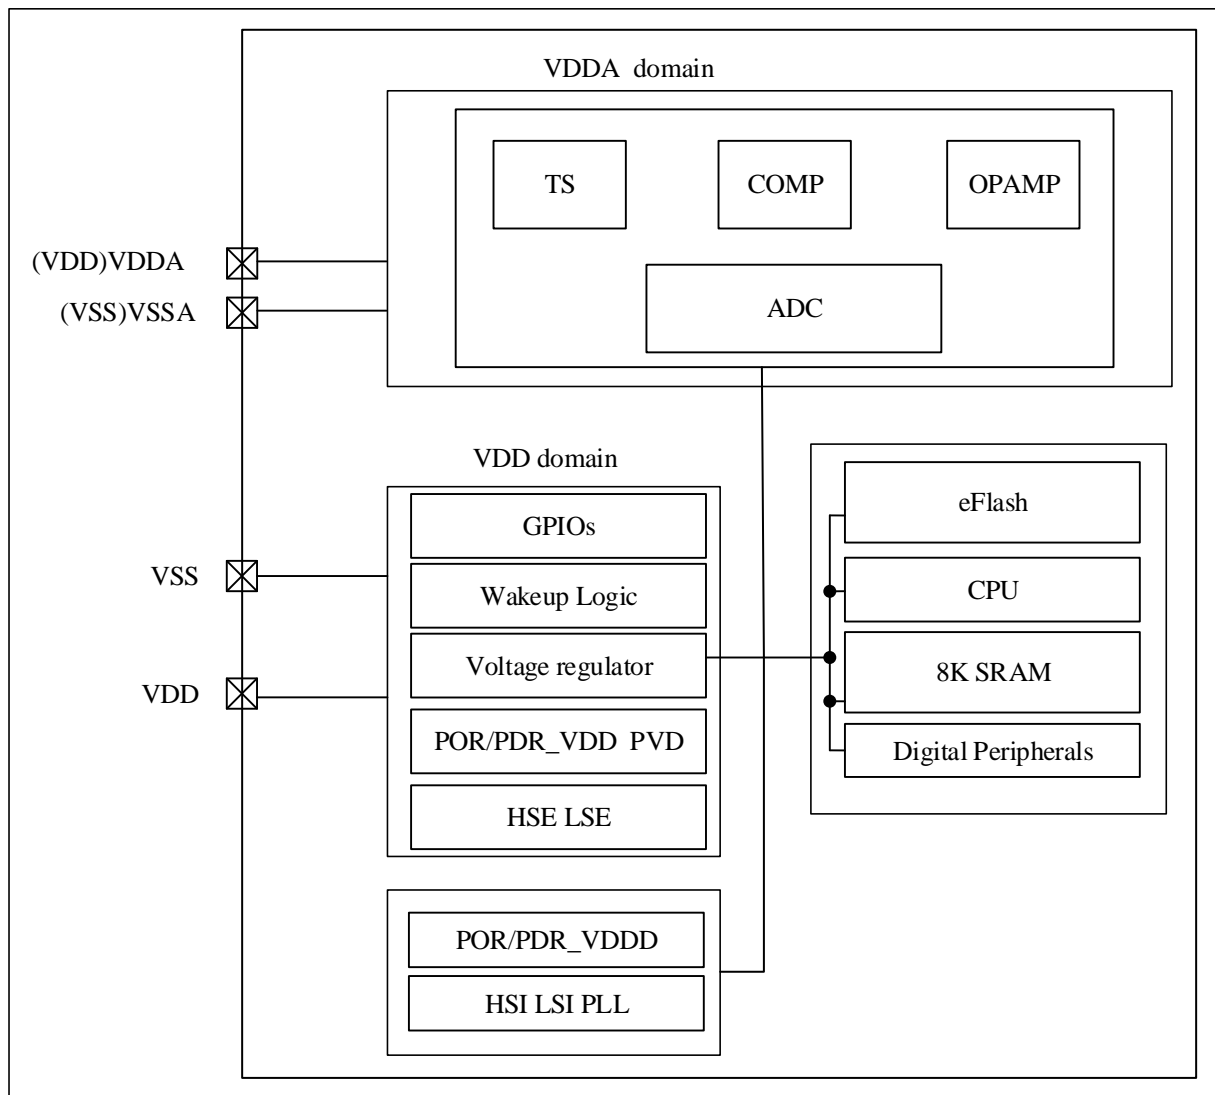 VDDA domain
TS
COMP
OPAMP
(VDD)VDDA
(VSS)VSSA
ADC
VDD domain
GPIOs
VSS
Wakeup Logic
Voltage regulator
VDD
POR/PDR_VDD PVD
HSE LSE
eFlash
CPU
8K SRAM
Digital Peripherals
POR/PDR_VDDD
HSI LSI PLL